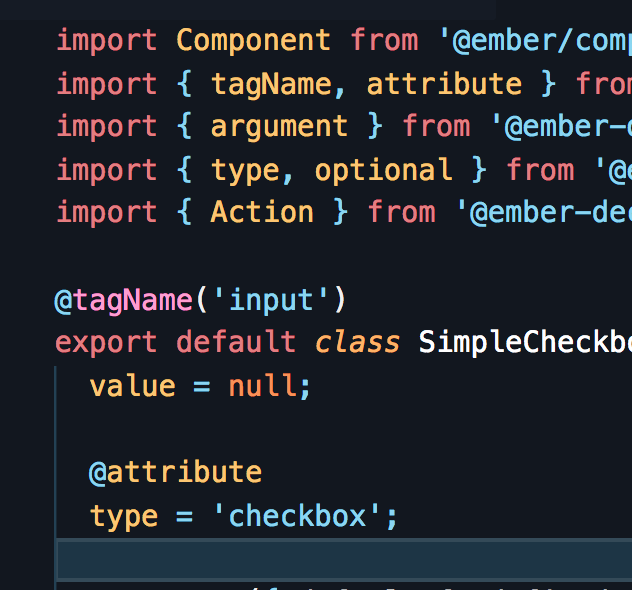 import Component from '@ember/comp
import { tagName, attribute } from
import { argument } from '@ember-d
import { type, optional } from '@e
import { Action } from '@ember-dec
@tagName('input')
export default class SimpleCheckbo
value = null;
@attribute
type = 'checkbox';